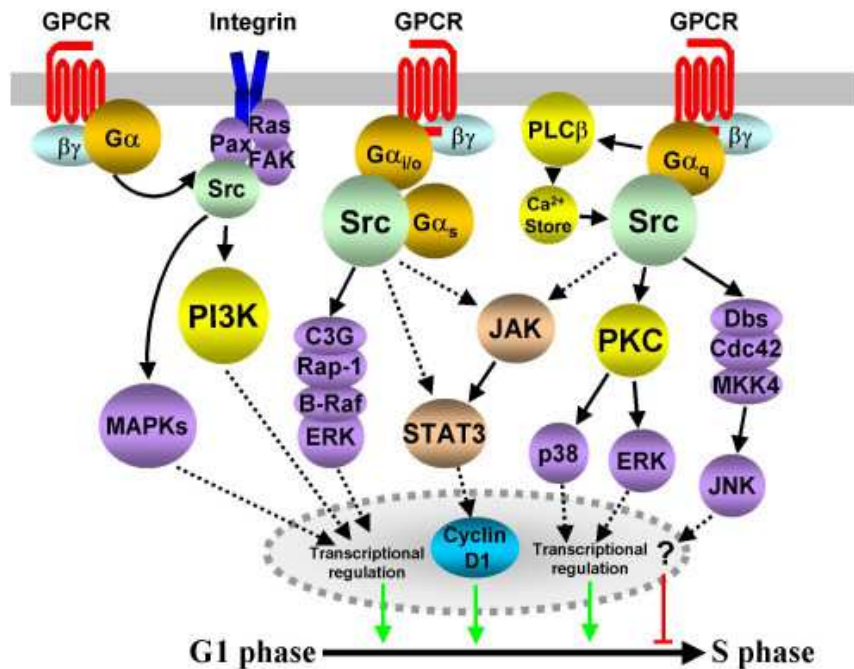 GPCR Integrin GPCR GPCR
βγ Gα
Pax Ras FAK
Src
Gαi/o βγ
Src Gαs
PLCβ
Ca²⁺ Store
Gαq βγ
Src
PI3K
MAPKs
C3G
Rap-1
B-Raf
ERK
JAK
STAT3
PKC
p38
ERK
Dbs
Cdc42
MKK4
JNK
Transcriptional
regulation
Cyclin
D1
Transcriptional
regulation
?
G1 phase S phase